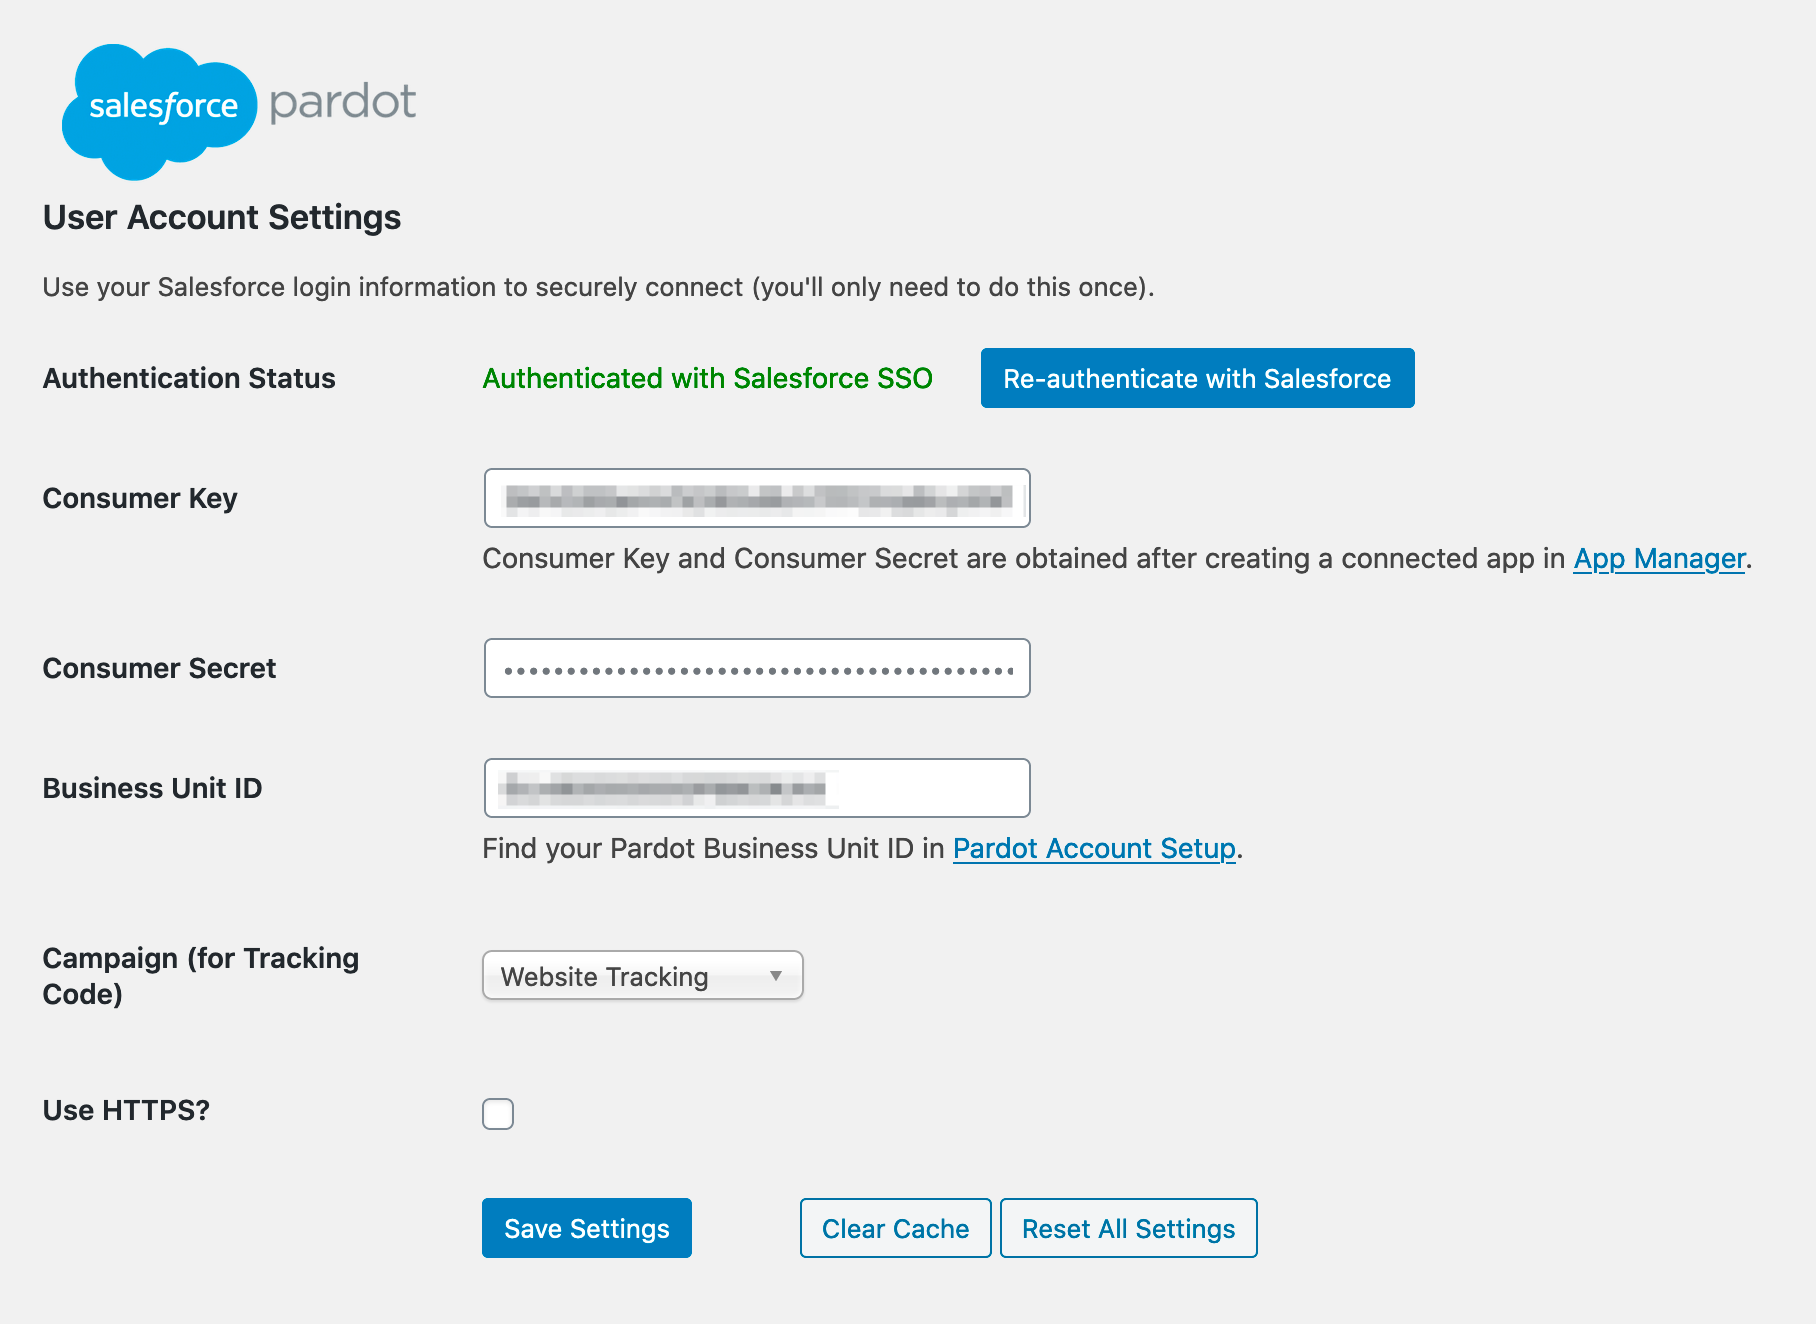 salesforce pardot
User Account Settings
Use your Salesforce login information to securely connect (you'll only need to do this once).
Authentication Status Authenticated with Salesforce SSO Re-authenticate with Salesforce
Consumer Key
Consumer Key and Consumer Secret are obtained after creating a connected app in App Manager.
Consumer Secret
Business Unit ID
Find your Pardot Business Unit ID in Pardot Account Setup.
Campaign (for Tracking
Code)
Website Tracking
Use HTTPS?
Save Settings Clear Cache Reset All Settings